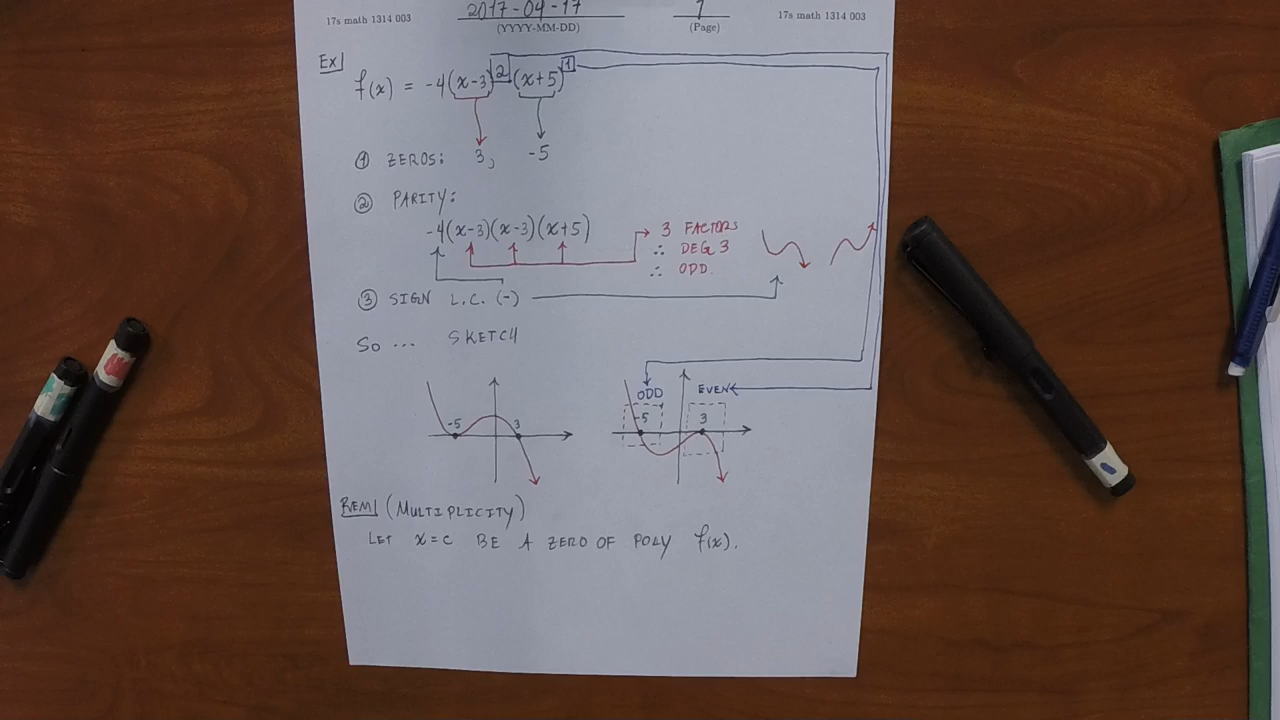 17s math 1314 003
2017-04-17
(YYYY-MM-DD)
(Page)
17s math 1314 003
EX
f(x) = -4(x-3)² (x+5)¹
① ZEROS: 3, -5
② PARITY:
-4(x-3)(x-3)(x+5)
3 FACTORS
∴ DEG 3
∴ ODD.
③ SIGN L.C. (-)
SO ... SKETCH
-5 3
ODD EVEN
-5 3
REM (MULTIPLICITY)
LET x=c BE A ZERO OF POLY f(x).